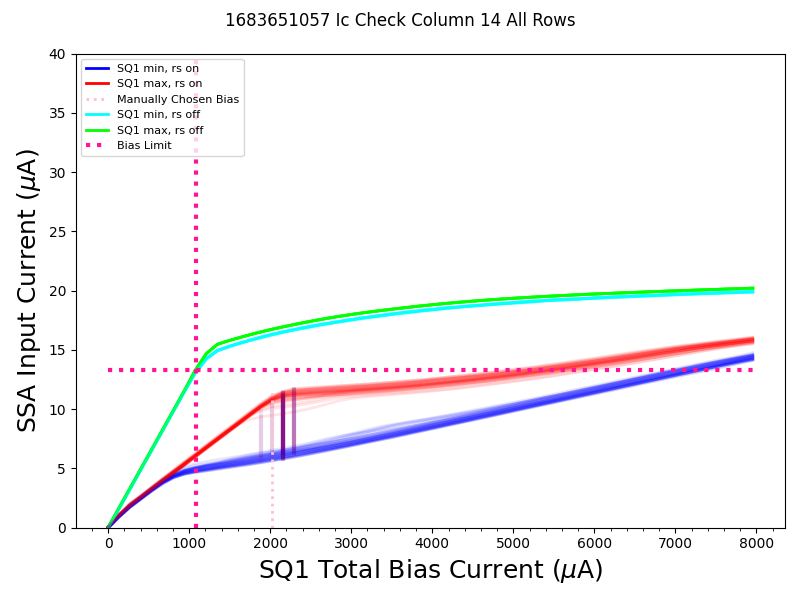 1683651057 Ic Check Column 14 All Rows
40
35
30
25
20
15
10
5
0
SSA Input Current (μA)
SQ1 min, rs on
SQ1 max, rs on
Manually Chosen Bias
SQ1 min, rs off
SQ1 max, rs off
Bias Limit
0 1000 2000 3000 4000 5000 6000 7000 8000
SQ1 Total Bias Current (μA)